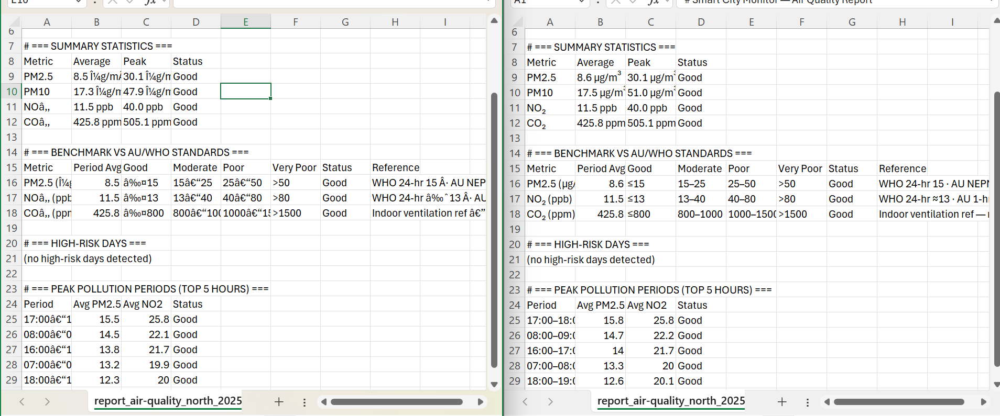 E10
A B C D E F G H I
6
7 # === SUMMARY STATISTICS ===
8 Metric Average Peak Status
9 PM2.5 8.5 Î¼g/mÂ 30.1 Î¼g/m Good
10 PM10 17.3 Î¼g/m 47.9 Î¼g/m Good
11 NOâ‚‚ 11.5 ppb 40.0 ppb Good
12 COâ‚‚ 425.8 ppm 505.1 ppm Good
13
14 # === BENCHMARK VS AU/WHO STANDARDS ===
15 Metric Period Avg Good Moderate Poor Very Poor Status Reference
16 PM2.5 (Î¼g 8.5 â‰¤15 15â€“25 25â€“50 >50 Good WHO 24-hr 15 Â· AU NEP
17 NOâ‚‚ (ppb 11.5 â‰¤13 13â€“40 40â€“80 >80 Good WHO 24-hr â‰ˆ13 Â· AU
18 COâ‚‚ (ppm 425.8 â‰¤800 800â€“100 1000â€“15 >1500 Good Indoor ventilation ref â€”
19
20 # === HIGH-RISK DAYS ===
21 (no high-risk days detected)
22
23 # === PEAK POLLUTION PERIODS (TOP 5 HOURS) ===
24 Period Avg PM2.5 Avg NO2 Status
25 17:00â€“1 15.5 25.8 Good
26 08:00â€“0 14.5 22.1 Good
27 16:00â€“1 13.8 21.7 Good
28 07:00â€“0 13.2 19.9 Good
29 18:00â€“1 12.3 20 Good
report_air-quality_north_2025
A1 fx # Smart City Monitor — Air Quality Report
A B C D E F G H I
6
7 # === SUMMARY STATISTICS ===
8 Metric Average Peak Status
9 PM2.5 8.6 µg/m³ 30.1 µg/m³ Good
10 PM10 17.5 µg/m³ 51.0 µg/m³ Good
11 NO₂ 11.5 ppb 40.0 ppb Good
12 CO₂ 425.8 ppm 505.1 ppm Good
13
14 # === BENCHMARK VS AU/WHO STANDARDS ===
15 Metric Period Avg Good Moderate Poor Very Poor Status Reference
16 PM2.5 (µg/ 8.6 ≤15 15–25 25–50 >50 Good WHO 24-hr 15 · AU NEPM
17 NO₂ (ppb) 11.5 ≤13 13–40 40–80 >80 Good WHO 24-hr ≈13 · AU 1-h
18 CO₂ (ppm) 425.8 ≤800 800–1000 1000–1500 >1500 Good Indoor ventilation ref —
19
20 # === HIGH-RISK DAYS ===
21 (no high-risk days detected)
22
23 # === PEAK POLLUTION PERIODS (TOP 5 HOURS) ===
24 Period Avg PM2.5 Avg NO2 Status
25 17:00–18:0 15.8 25.8 Good
26 08:00–09:0 14.7 22.2 Good
27 16:00–17:0 14 21.7 Good
28 07:00–08:0 13.3 20 Good
29 18:00–19:0 12.6 20.1 Good
report_air-quality_north_2025